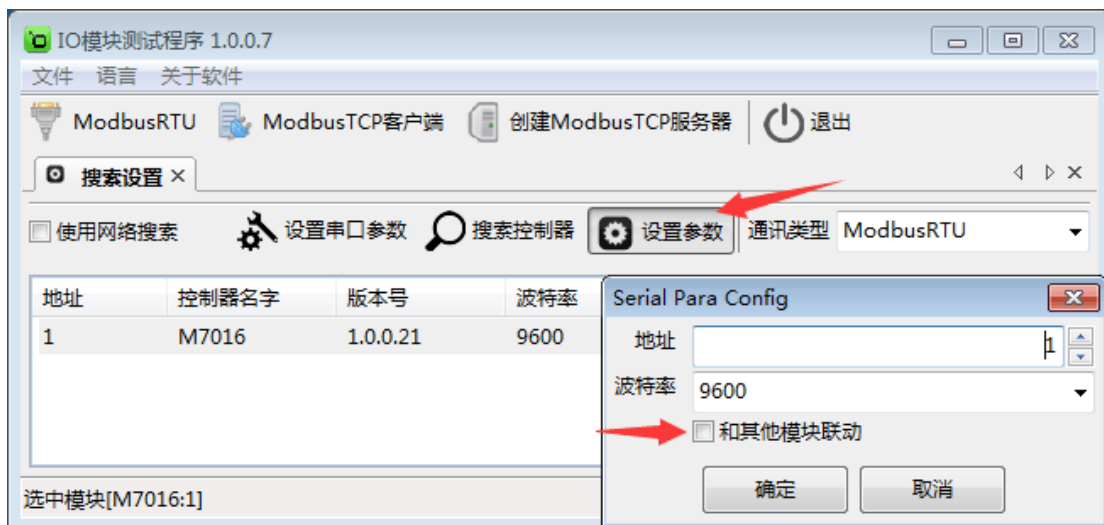 IO模块测试程序 1.0.0.7
文件 语言 关于软件
ModbusRTU ModbusTCP客户端 创建ModbusTCP服务器 退出
搜索设置
使用网络搜索 设置串口参数 搜索控制器 设置参数 通讯类型 ModbusRTU
地址 控制器名字 版本号 波特率
1 M7016 1.0.0.21 9600
Serial Para Config
地址 1
波特率 9600
和其他模块联动
确定 取消
选中模块[M7016:1]